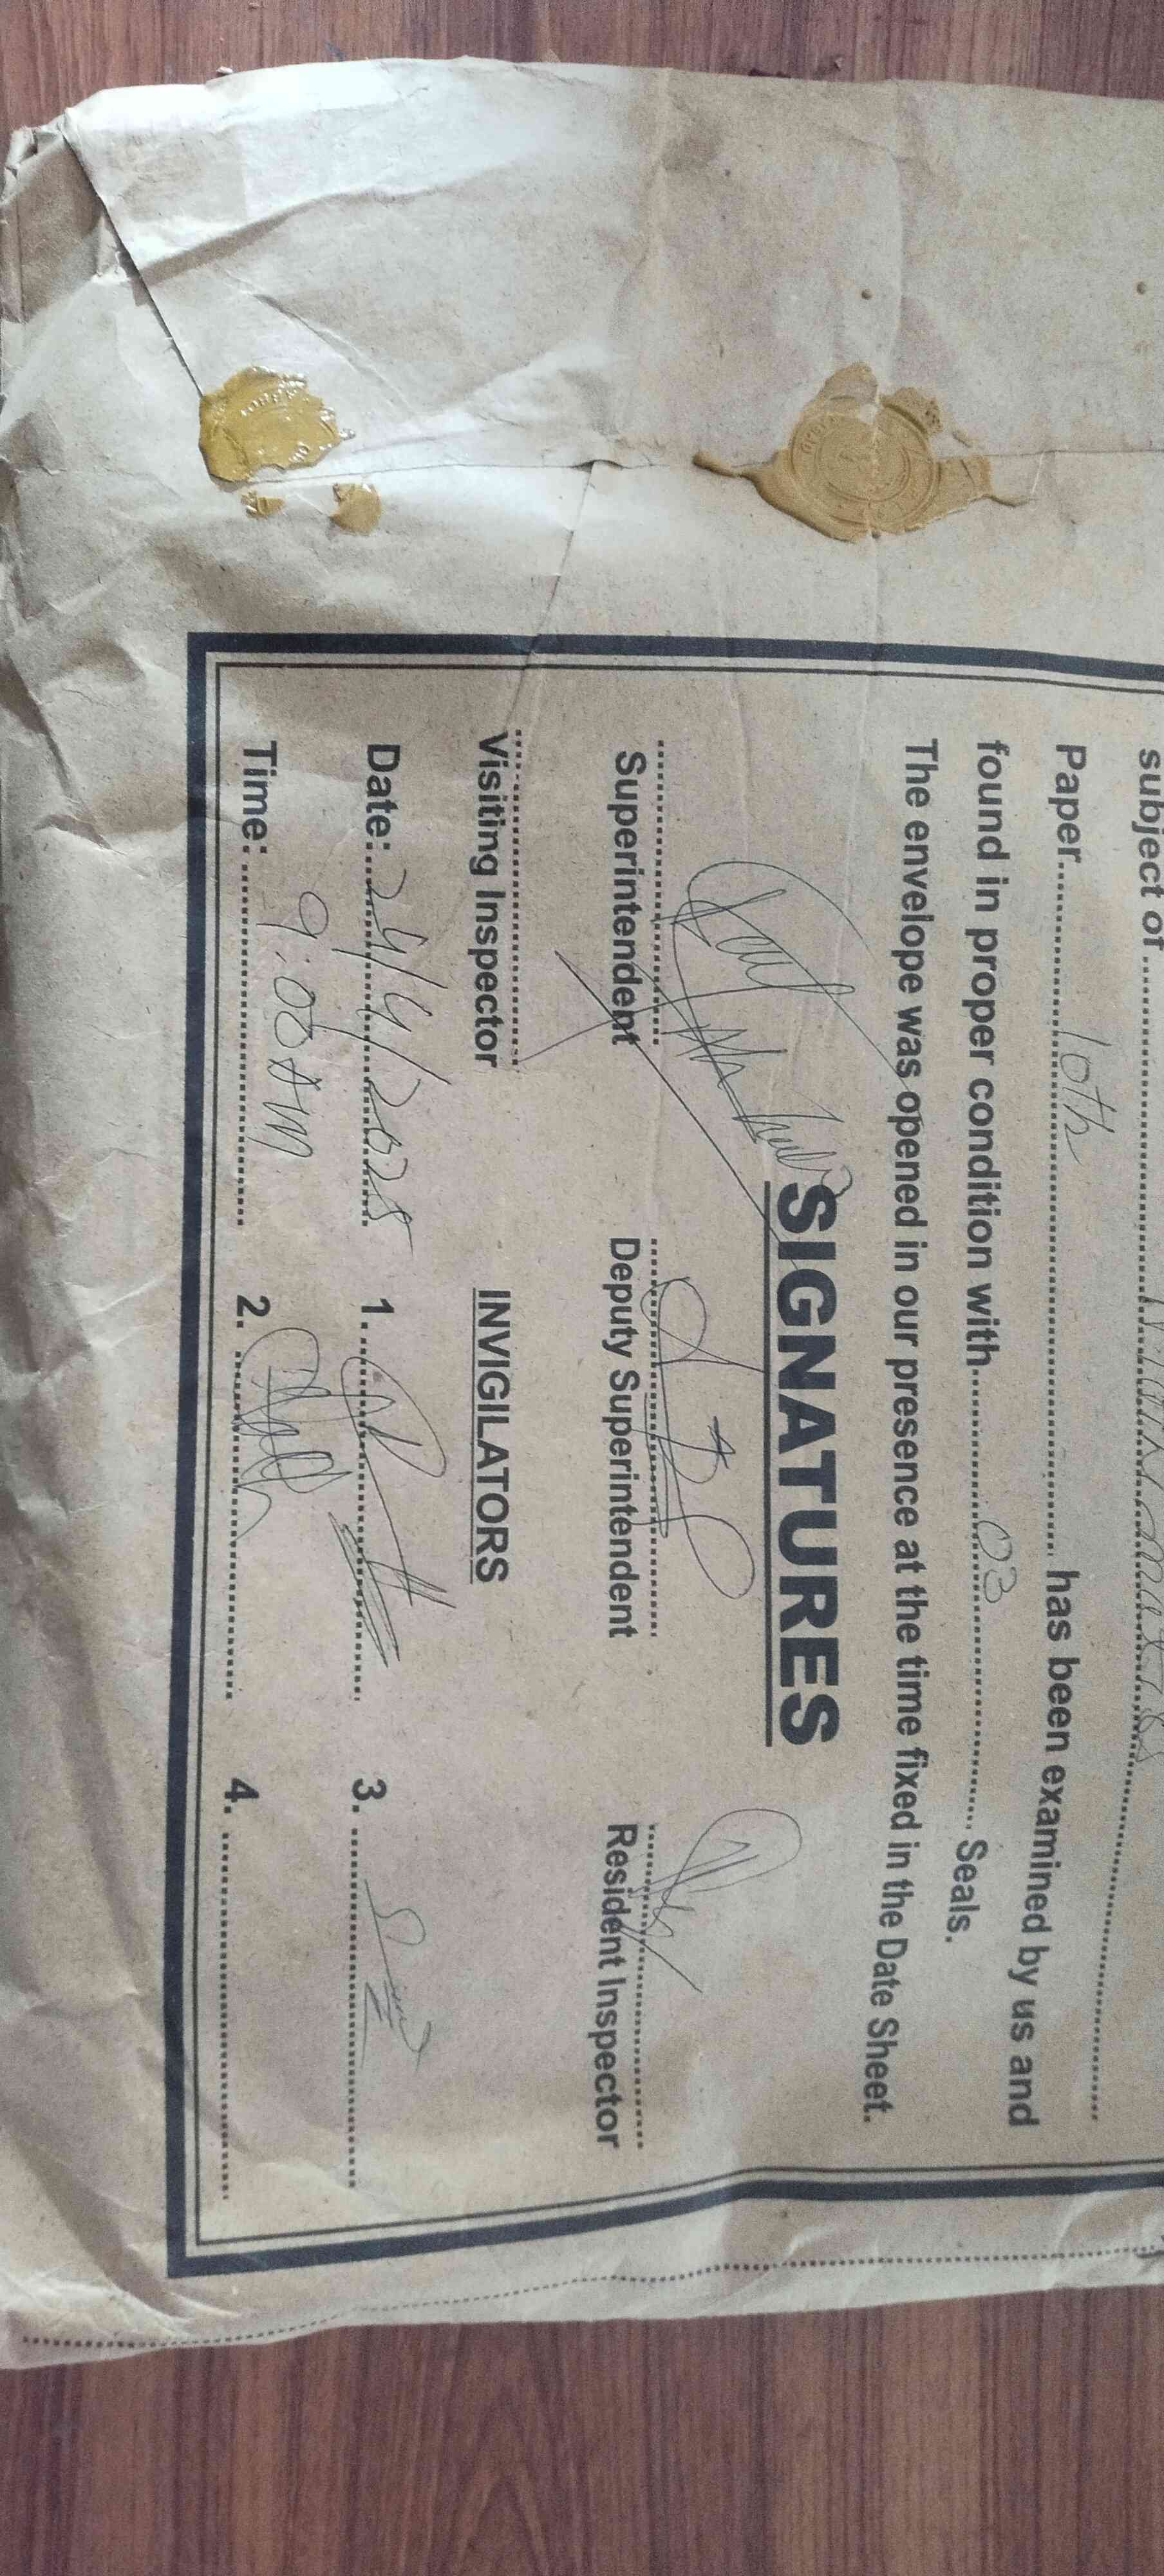 subject of
Paper 10th has been examined by us and
found in proper condition with 03 Seals.
The envelope was opened in our presence at the time fixed in the Date Sheet.
SIGNATURES
Superintendent Deputy Superintendent Resident Inspector
Visiting Inspector INVIGILATORS
Date: 24/4/2025 1. 3.
Time: 9:00 AM 2. 4.